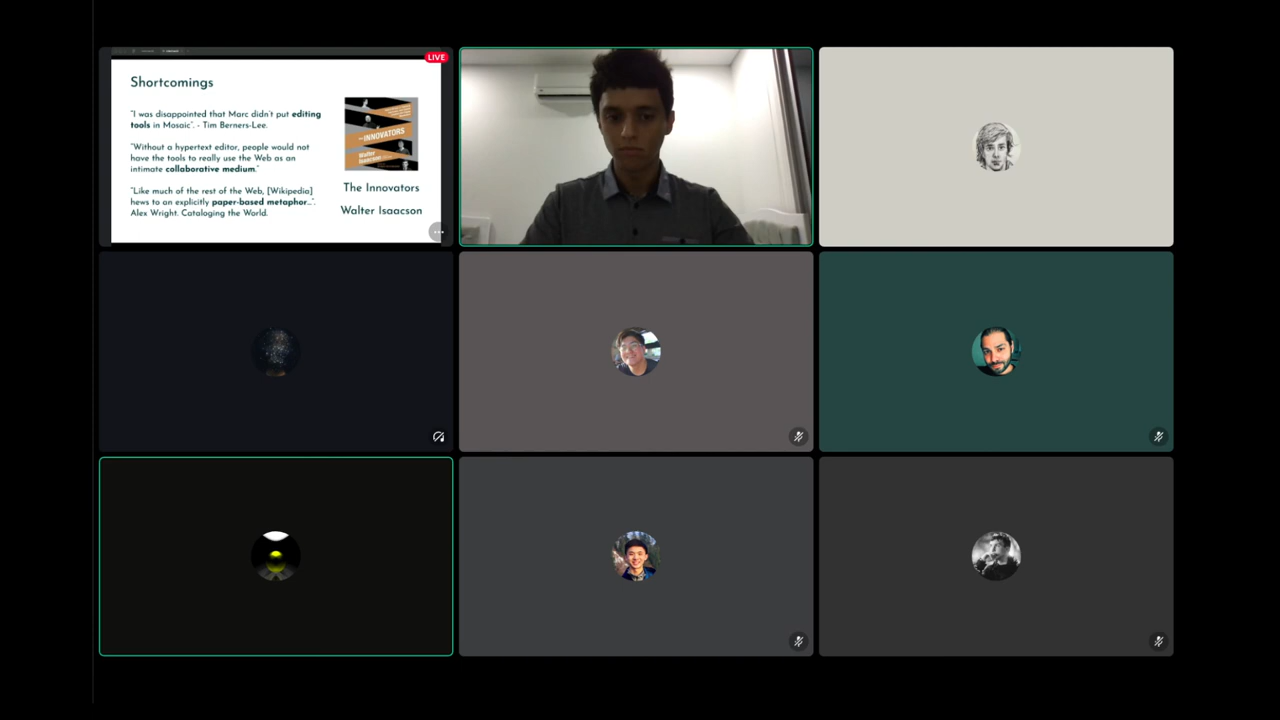 LIVE
Shortcomings
"I was disappointed that Marc didn't put editing
tools in Mosaic". - Tim Berners-Lee.
"Without a hypertext editor, people would not
have the tools to really use the Web as an
intimate collaborative medium."
"Like much of the rest of the Web, [Wikipedia]
hews to an explicitly paper-based metaphor...".
Alex Wright. Cataloging the World.
THE INNOVATORS
Walter
Isaacson
The Innovators
Walter Isaacson